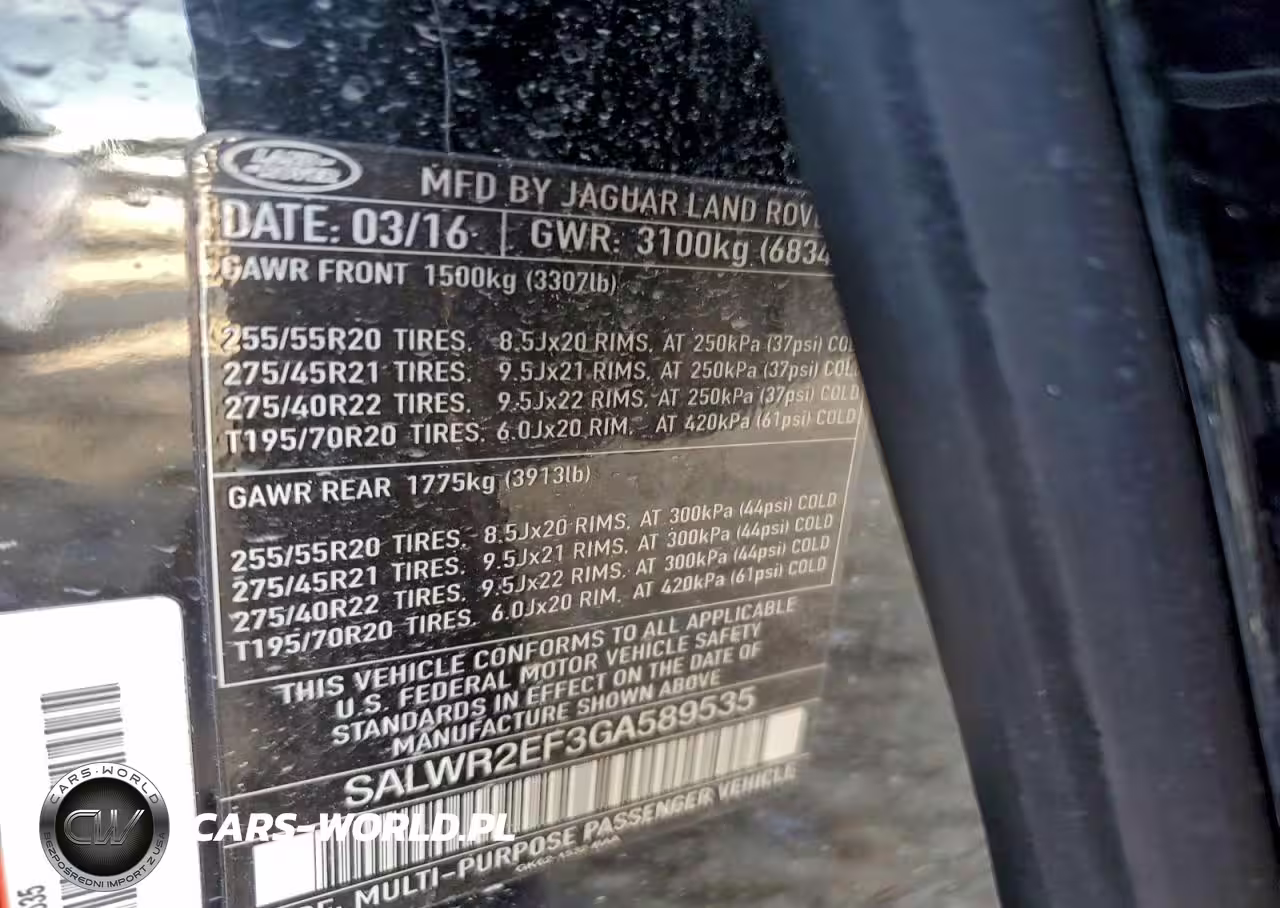 LAND ROVER
MFD BY JAGUAR LAND ROV
DATE: 03/16 GWR: 3100kg (6834
GAWR FRONT 1500kg (3307lb)
255/55R20 TIRES. 8.5Jx20 RIMS. AT 250kPa (37psi) COL
275/45R21 TIRES. 9.5Jx21 RIMS. AT 250kPa (37psi) COL
275/40R22 TIRES. 9.5Jx22 RIMS. AT 250kPa (37psi) COLD
T195/70R20 TIRES. 6.0Jx20 RIM. AT 420kPa (61psi) COLD
GAWR REAR 1775kg (3913lb)
255/55R20 TIRES. 8.5Jx20 RIMS. AT 300kPa (44psi) COLD
275/45R21 TIRES. 9.5Jx21 RIMS. AT 300kPa (44psi) COLD
275/40R22 TIRES. 9.5Jx22 RIMS. AT 300kPa (44psi) COLD
T195/70R20 TIRES. 6.0Jx20 RIM. AT 420kPa (61psi) COLD
THIS VEHICLE CONFORMS TO ALL APPLICABLE
U.S. FEDERAL MOTOR VEHICLE SAFETY
STANDARDS IN EFFECT ON THE DATE OF
MANUFACTURE SHOWN ABOVE
SALWR2EF3GA589535
MULTI-PURPOSE PASSENGER VEHICLE
535
CARS-WORLD
CW
BEZPOŚREDNI IMPORT Z USA
CARS-WORLD.PL